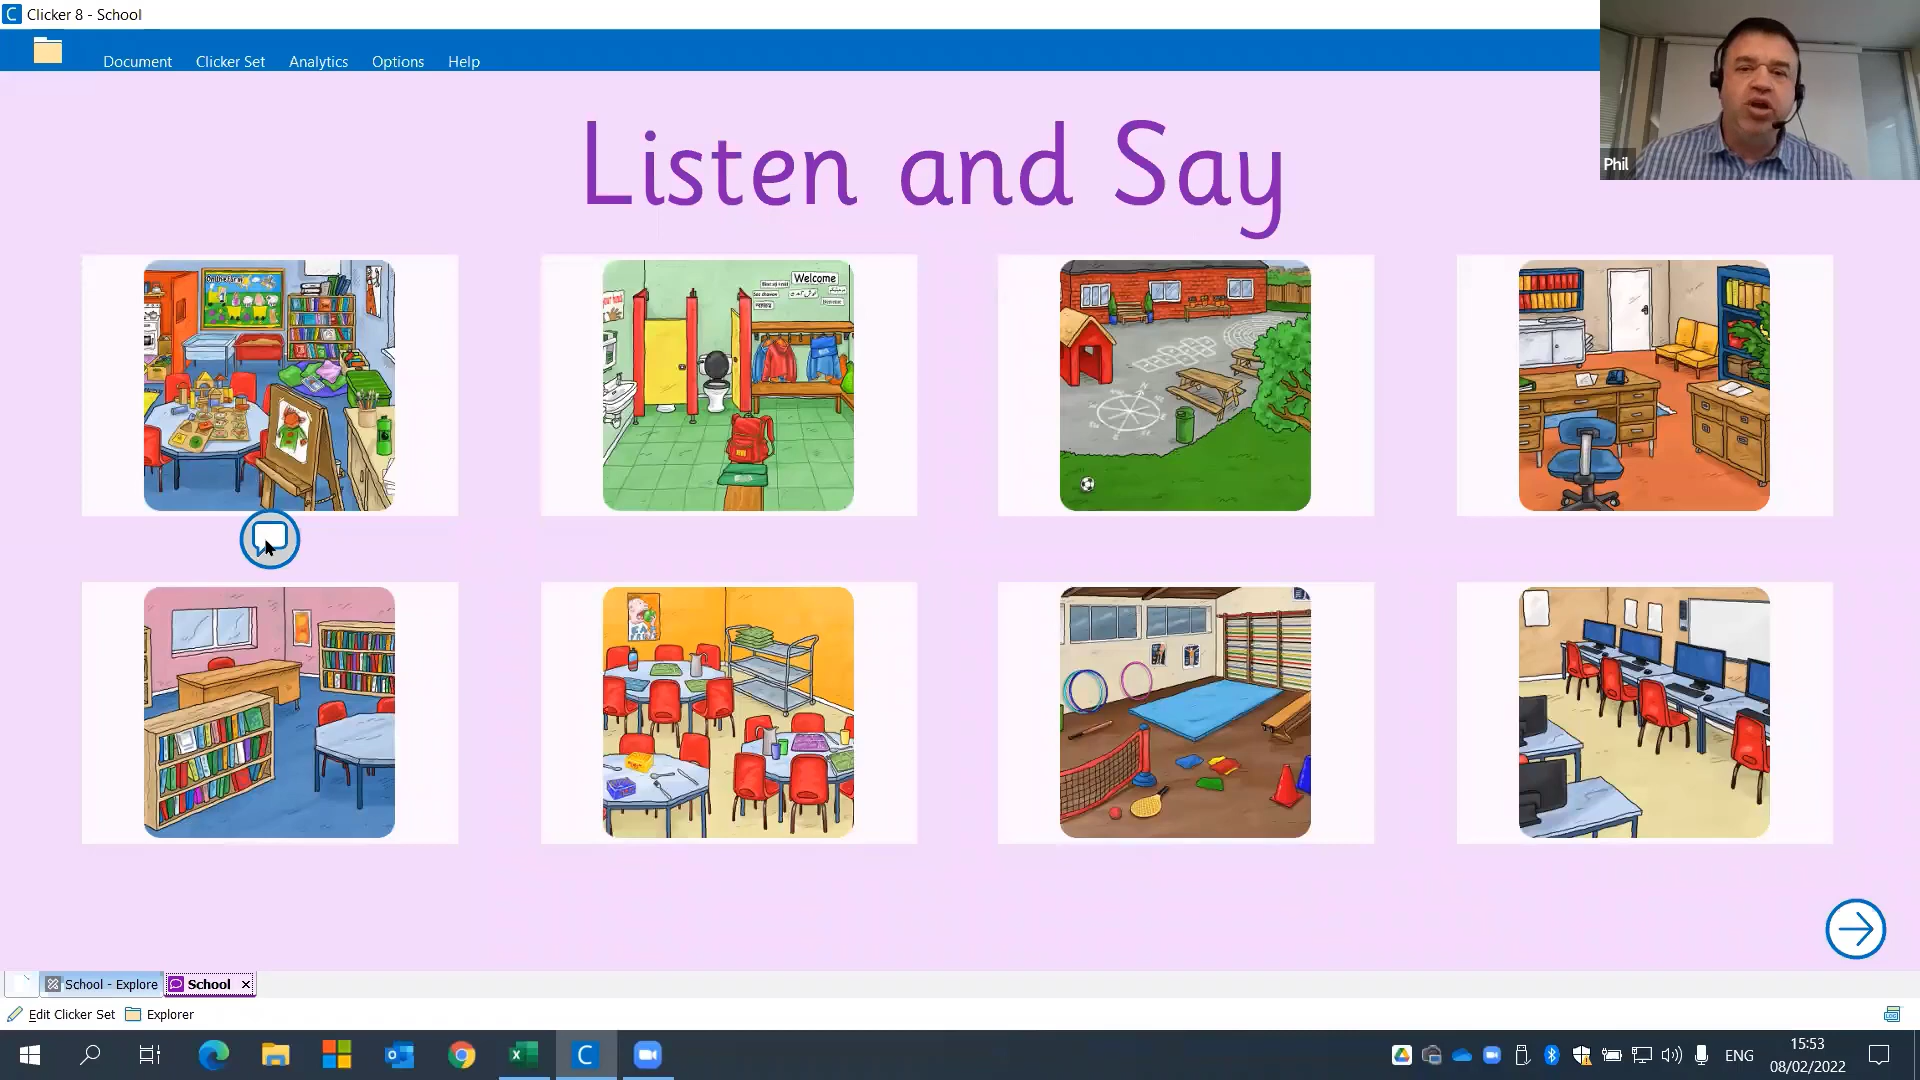 Clicker 8 - School
Document Clicker Set Analytics Options Help
Phil
Listen and Say
Welcome
School - Explore School
Edit Clicker Set Explorer
ENG
15:53
08/02/2022